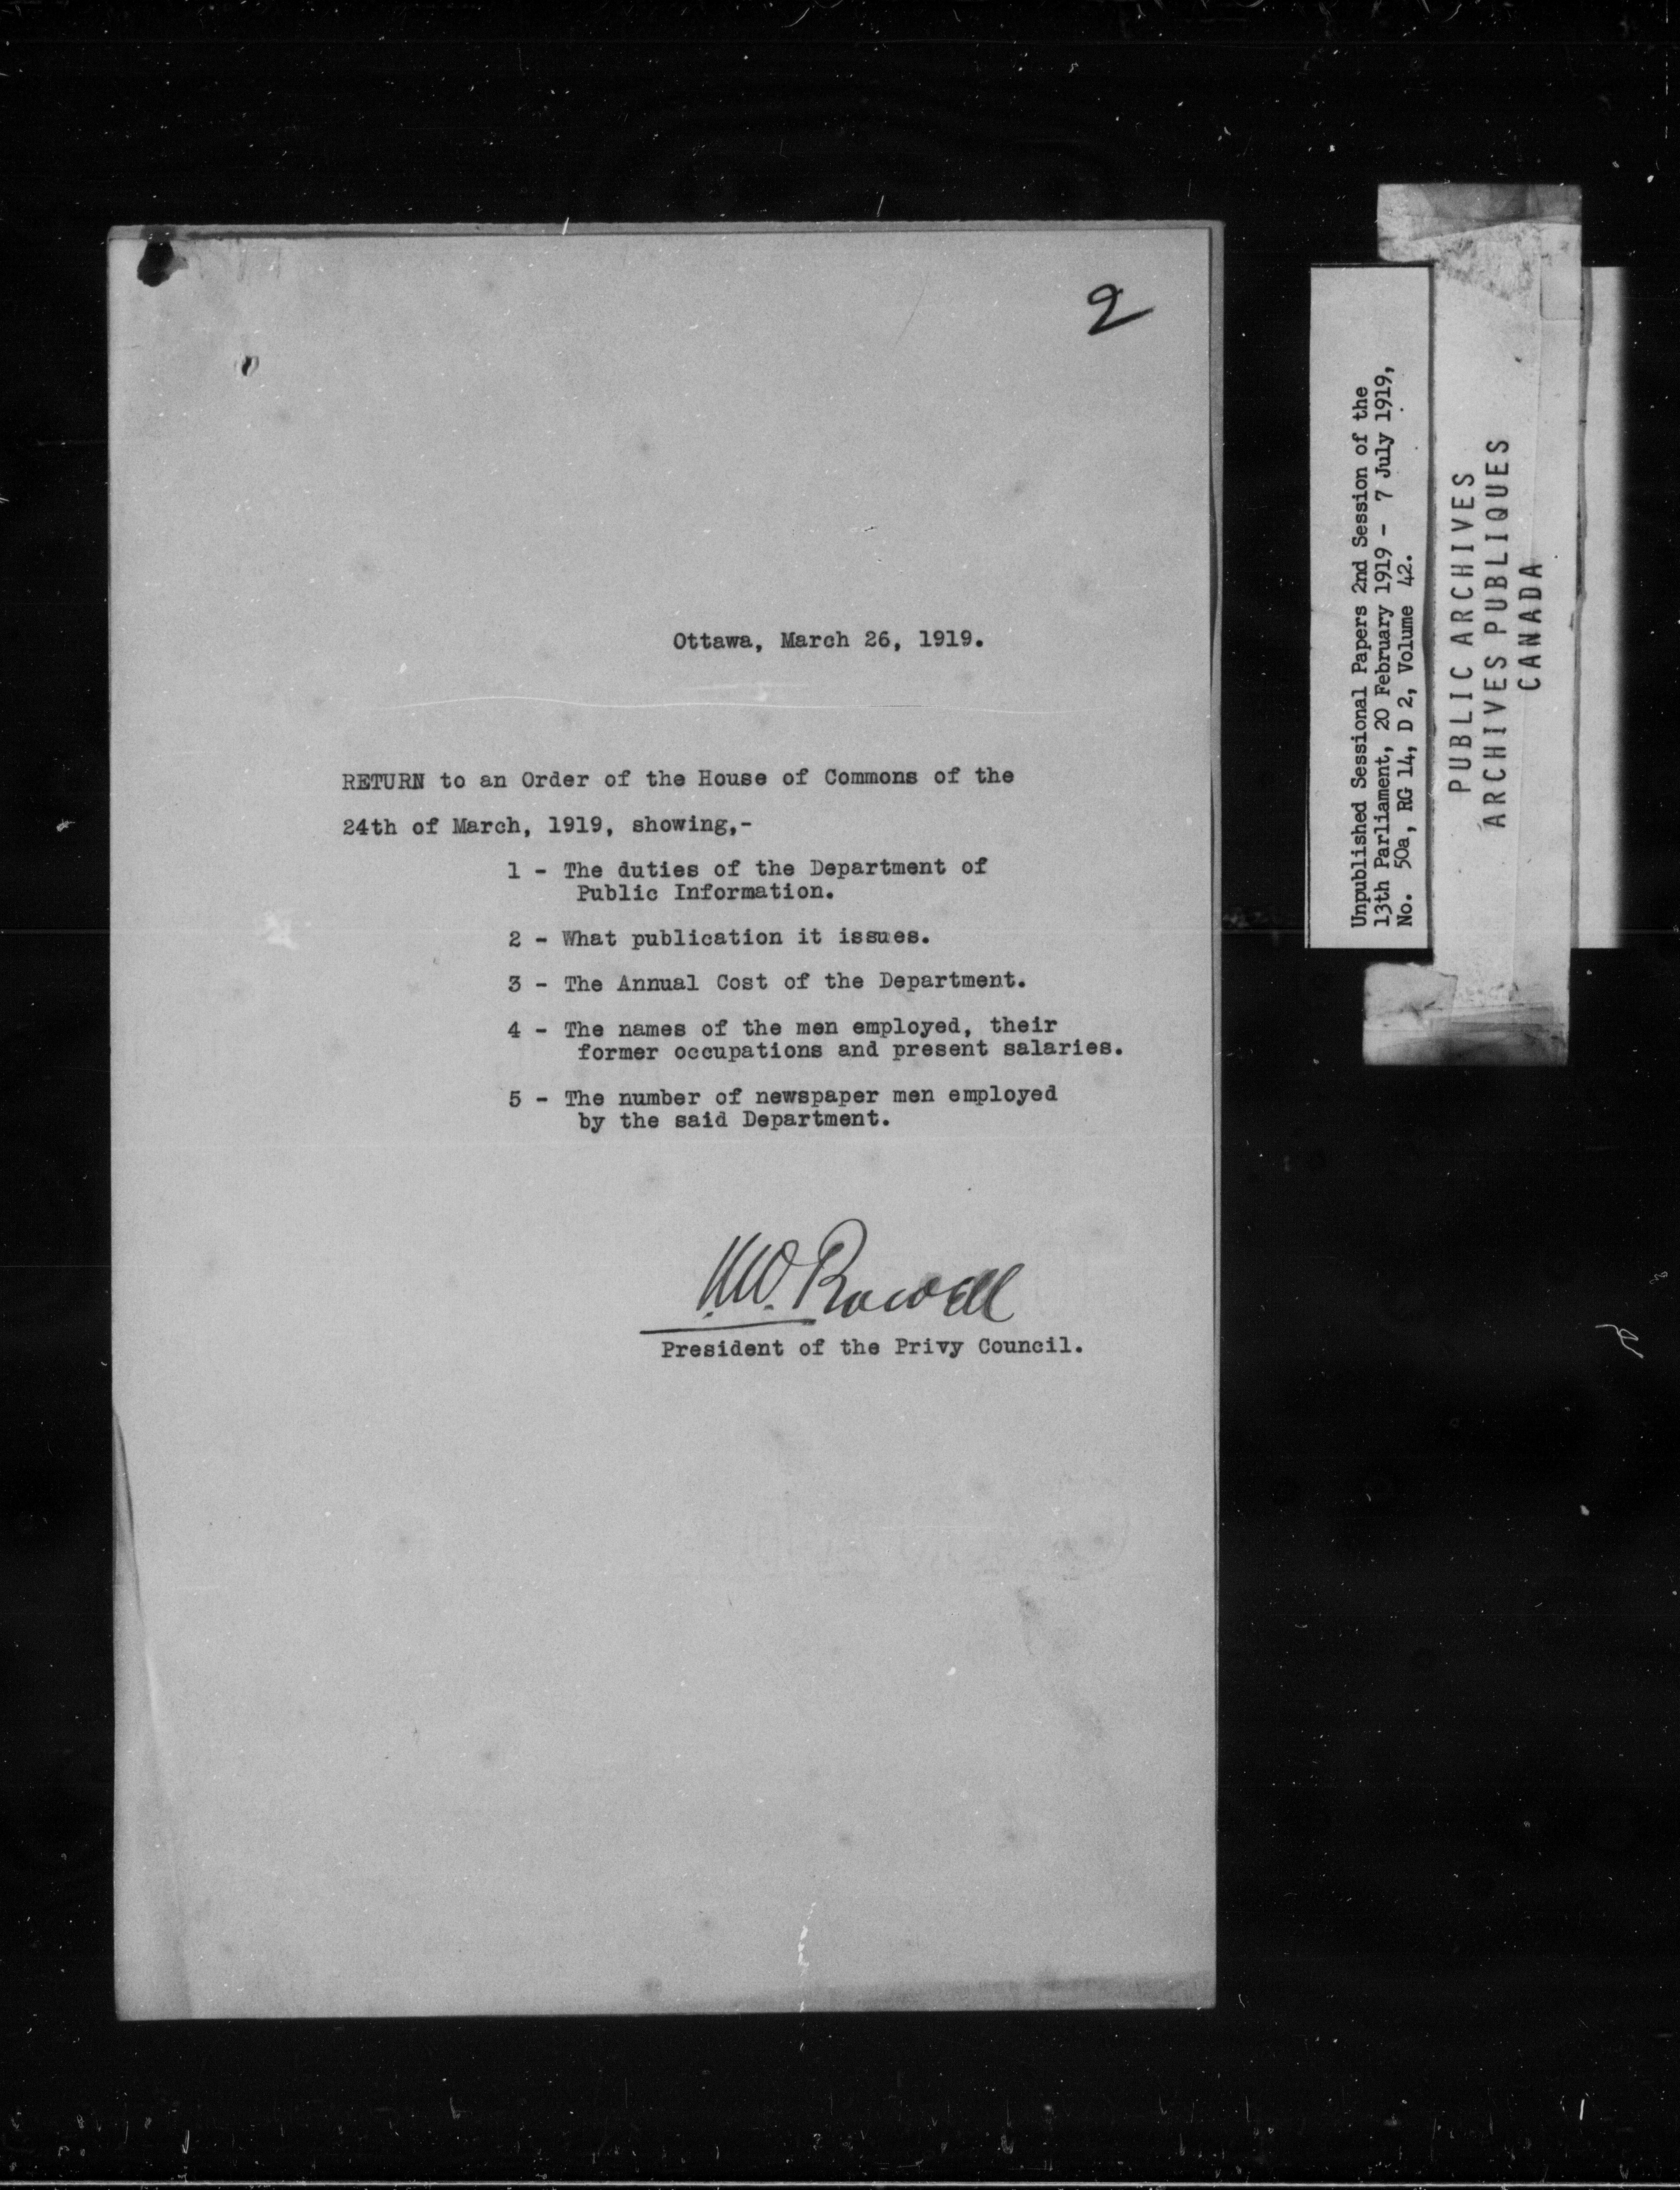 2
Ottawa, March 26, 1919.
RETURN to an Order of the House of Commons of the
24th of March, 1919, showing,-
1 - The duties of the Department of
Public Information.
2 - What publication it issues.
3 - The Annual Cost of the Department.
4 - The names of the men employed, their
former occupations and present salaries.
5 - The number of newspaper men employed
by the said Department.
N.W. Rowell
President of the Privy Council.
Unpublished Sessional Papers 2nd Session of the
13th Parliament, 20 February 1919 - 7 July 1919,
No. 50a, RG 14, D 2, Volume 42.
PUBLIC ARCHIVES
ARCHIVES PUBLIQUES
CANADA